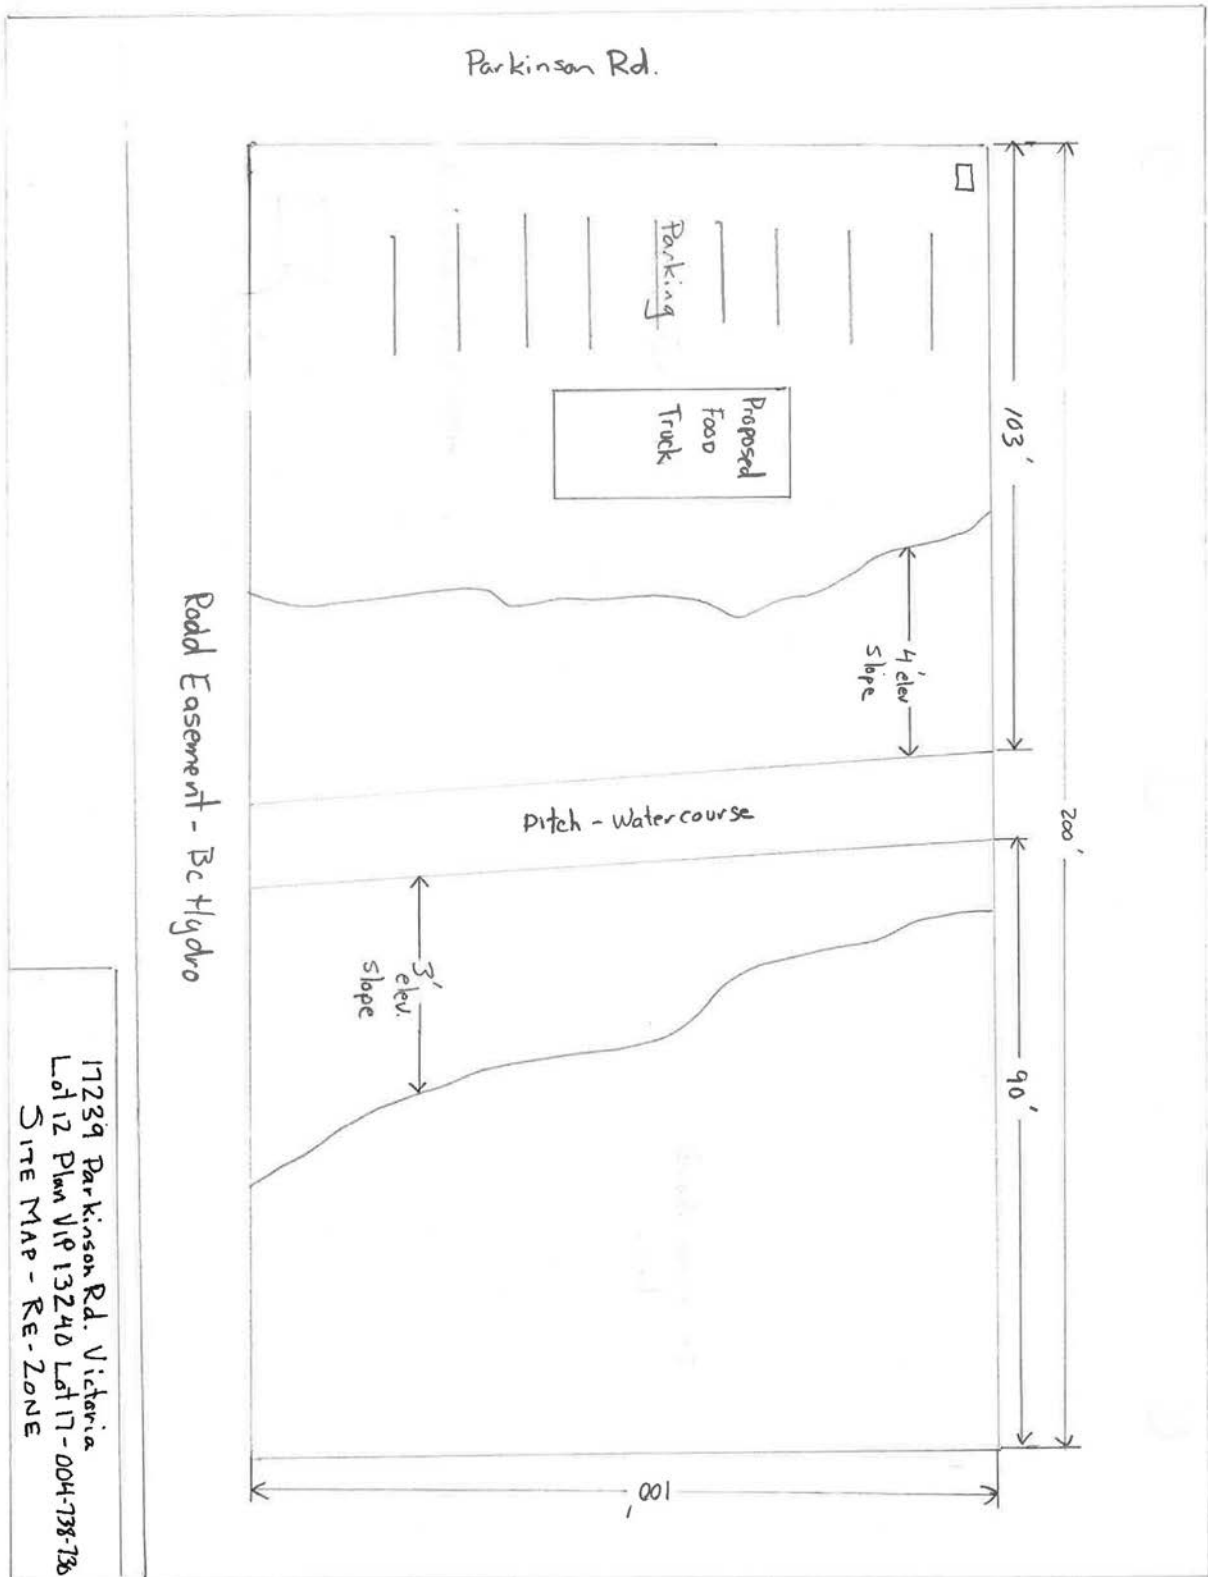 Parkinson Rd.
Parking
Proposed
Food
Truck
103'
200'
4' elev
slope
Ditch - Watercourse
3'
elev.
slope
90'
100'
Rodd Easement - BC Hydro
17239 Parkinson Rd. Victoria
Lot 12 Plan VIP 13240 Lot 17 - 004-738-736
SITE MAP - RE-ZONE